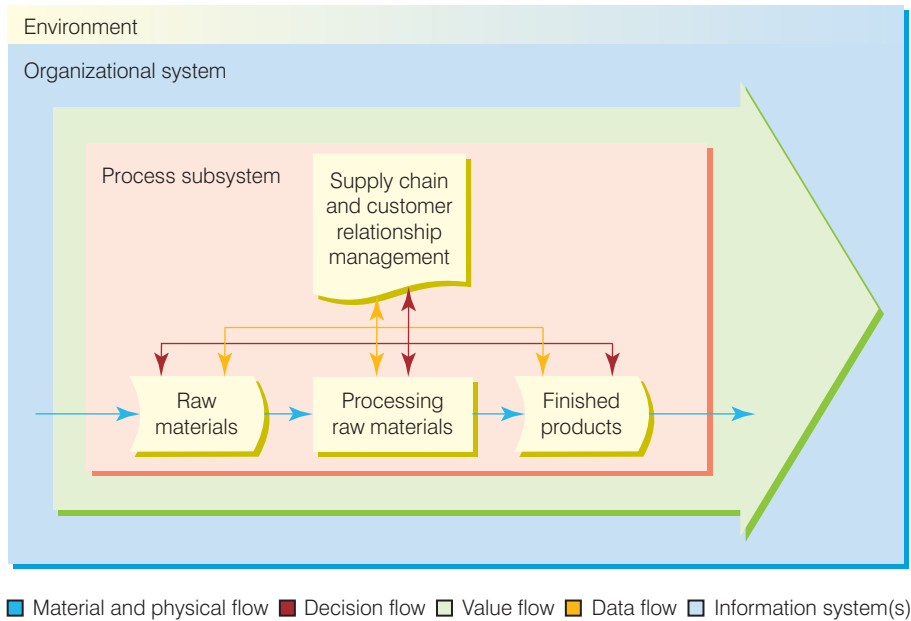 Environment
Organizational system
Process subsystem
Supply chain
and customer
relationship
management
Raw
materials
Processing
raw materials
Finished
products
Material and physical flow Decision flow Value flow Data flow Information system(s)